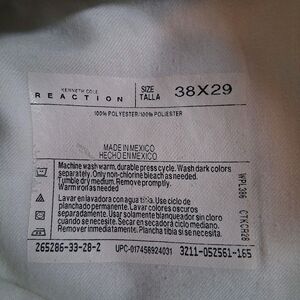 KENNETH COLE
REACTION
SIZE
TALLA
38X29
100% POLYESTER/100% POLIESTER
MADE IN MEXICO
HECHO EN MEXICO
Machine wash warm, durable press cycle. Wash dark colors
separately. Only non-chlorine bleach as needed.
Tumble dry medium. Remove promptly.
Warm iron as needed
Lavar en lavadora con agua tibia. Use ciclo de
planchado permanente. Lavar colores oscuros
separadamente. Usar solamente blanqueador sin cloro
cuando se necesite. Secar en secadora ciclo mediano.
Remover inmediatamente. Plancha tibia si se necesita.
WPL386 CTKCR28
265286-33-28-2
UPC-017458924031
3Z11-052561-165